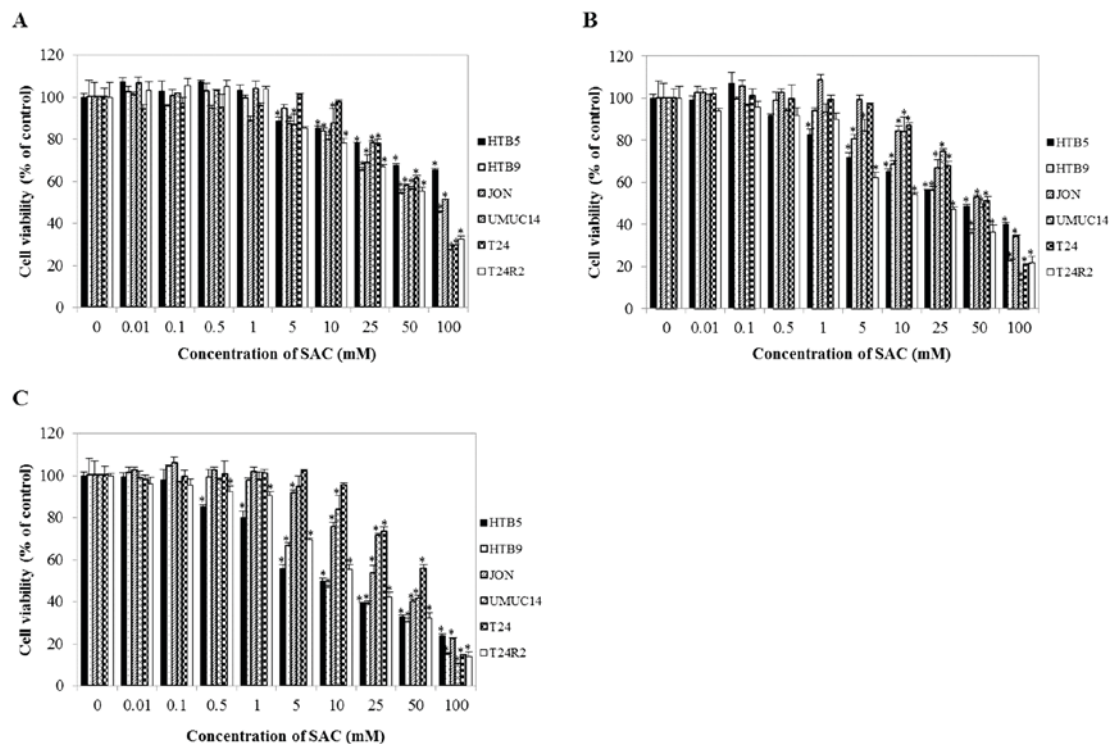 A
Cell viability (% of control)
120
100
80
60
40
20
0
0 0.01 0.1 0.5 1 5 10 25 50 100
Concentration of SAC (mM)
HTB5
HTB9
JON
UMUC14
T24
T24R2
B
Cell viability (% of control)
120
100
80
60
40
20
0
0 0.01 0.1 0.5 1 5 10 25 50 100
Concentration of SAC (mM)
HTB5
HTB9
JON
UMUC14
T24
T24R2
C
Cell viability (% of control)
120
100
80
60
40
20
0
0 0.01 0.1 0.5 1 5 10 25 50 100
Concentration of SAC (mM)
HTB5
HTB9
JON
UMUC14
T24
T24R2